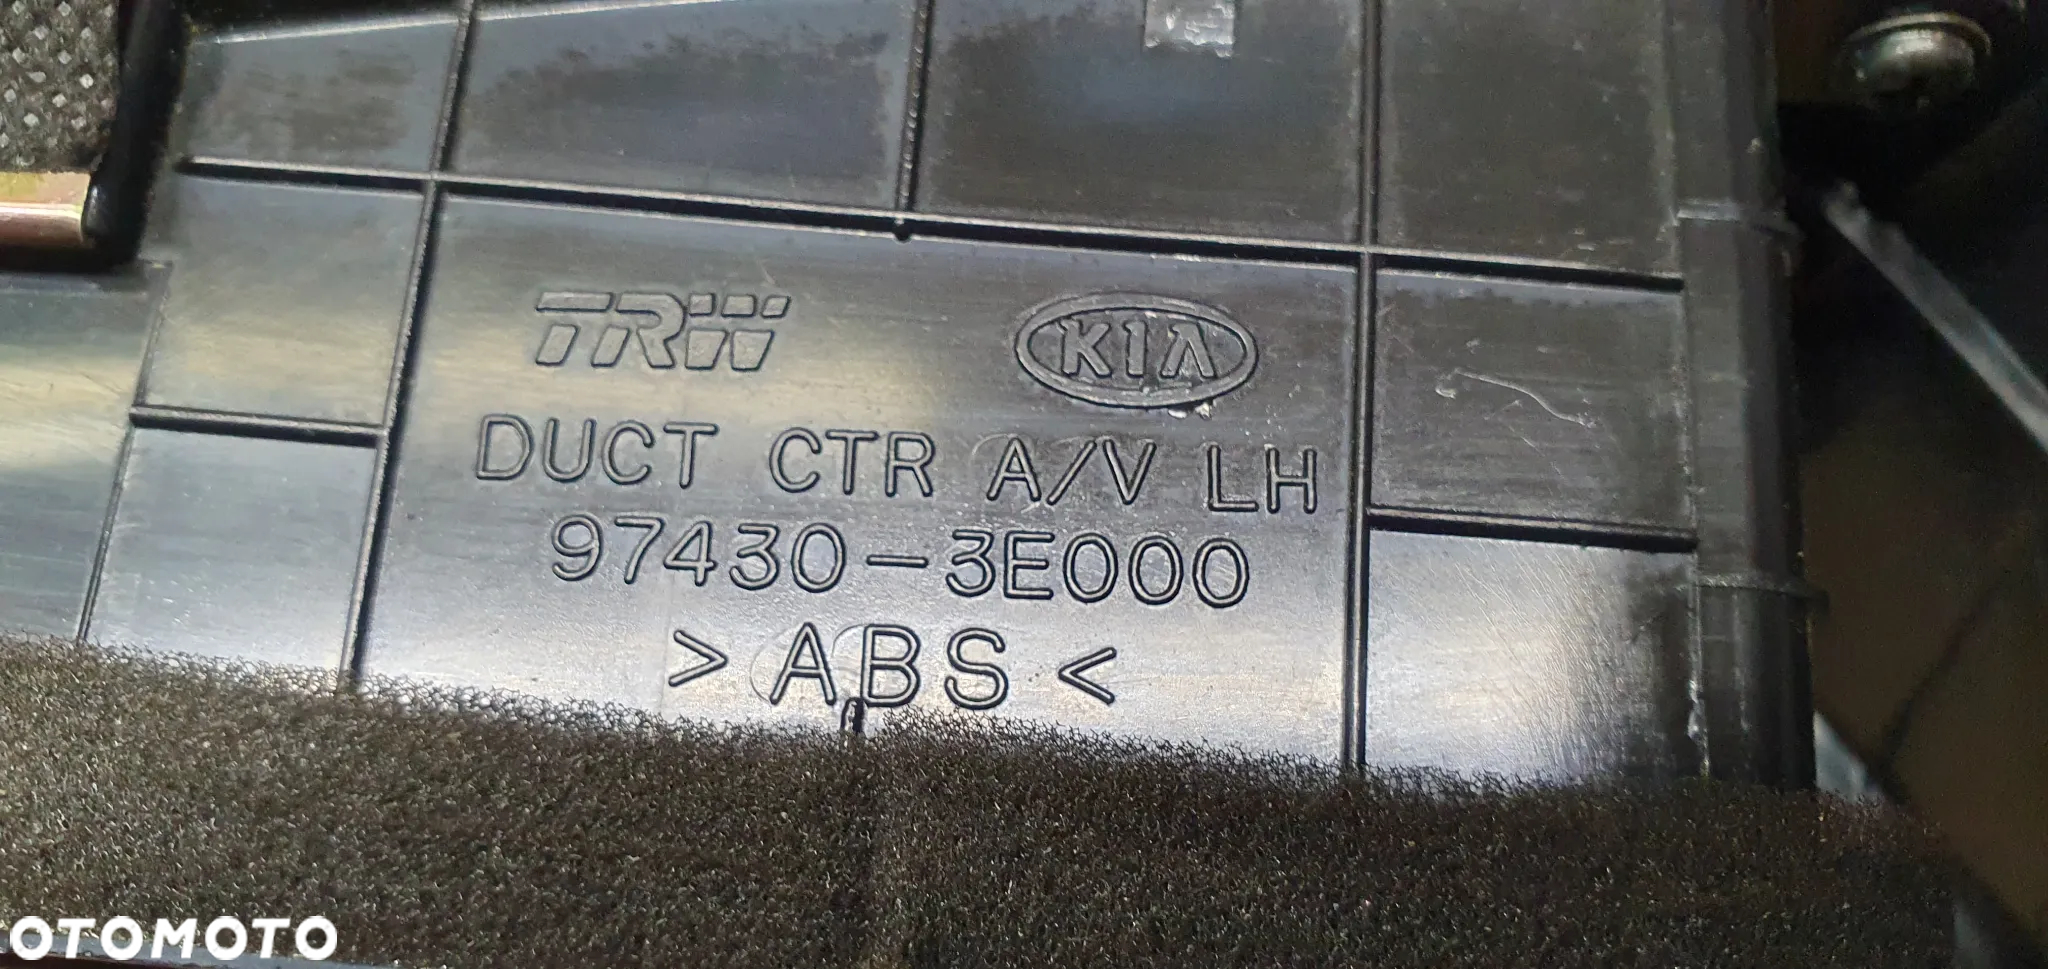 TRW KIA
DUCT CTR A/V LH
97430-3E000
>ABS<
OTOMOTO